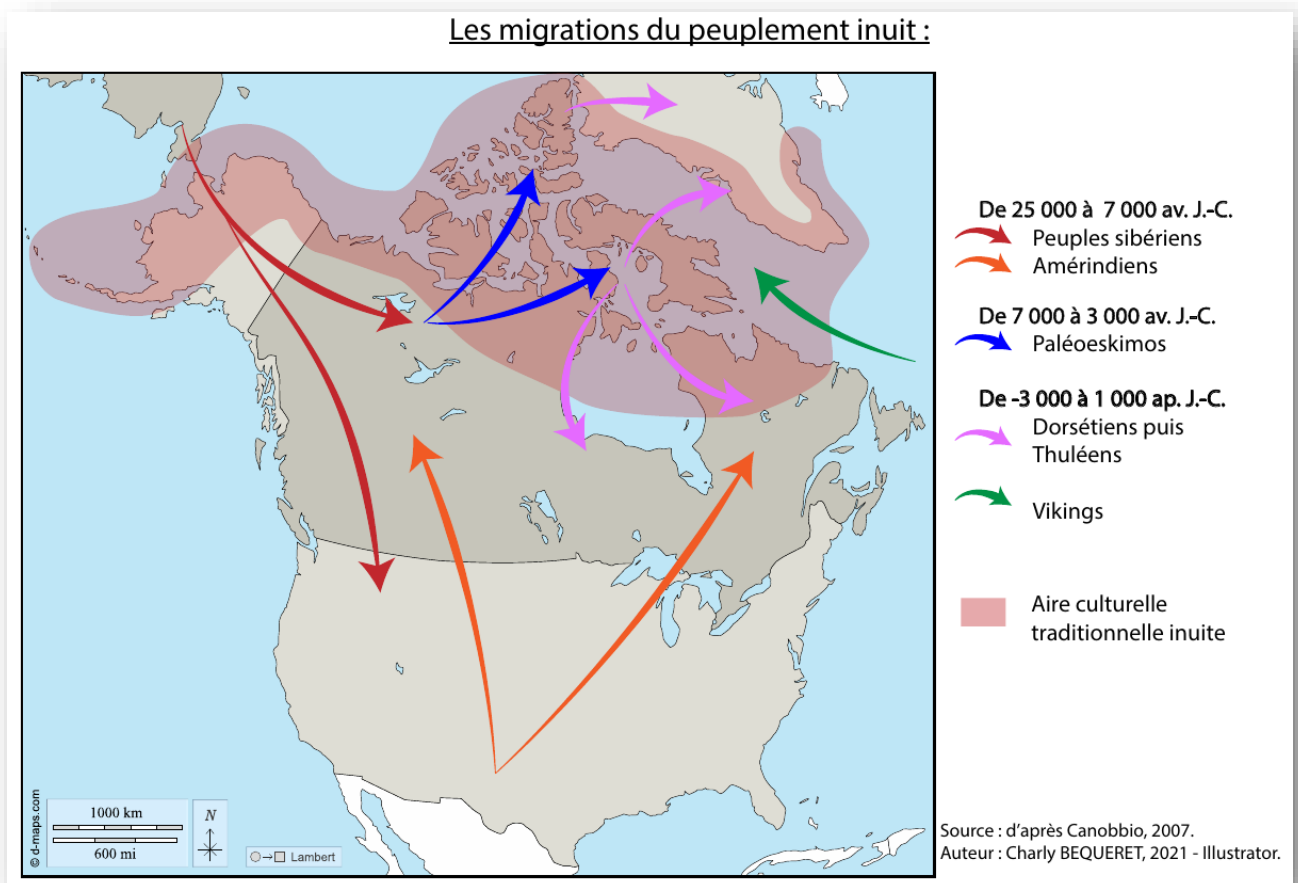 Les migrations du peuplement inuit :
De 25 000 à 7 000 av. J.-C.
Peuples sibériens
Amérindiens
De 7 000 à 3 000 av. J.-C.
Paléoeskimos
De -3 000 à 1 000 ap. J.-C.
Dorsétiens puis
Thuléens
Vikings
Aire culturelle
traditionnelle inuite
© d-maps.com
1000 km
600 mi
N
Lambert
Source : d'après Canobbio, 2007.
Auteur : Charly BEQUERET, 2021 - Illustrator.